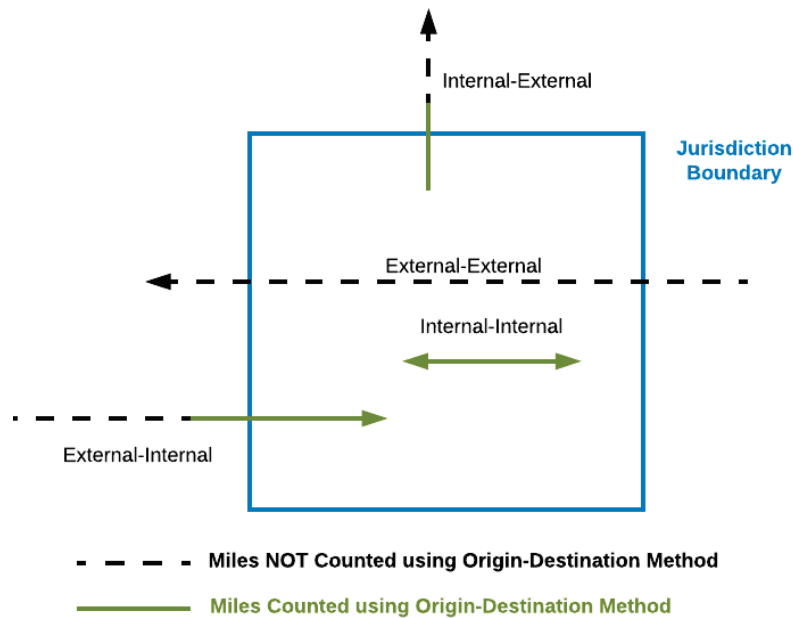 Internal-External
Jurisdiction
Boundary
External-External
Internal-Internal
External-Internal
Miles NOT Counted using Origin-Destination Method
Miles Counted using Origin-Destination Method